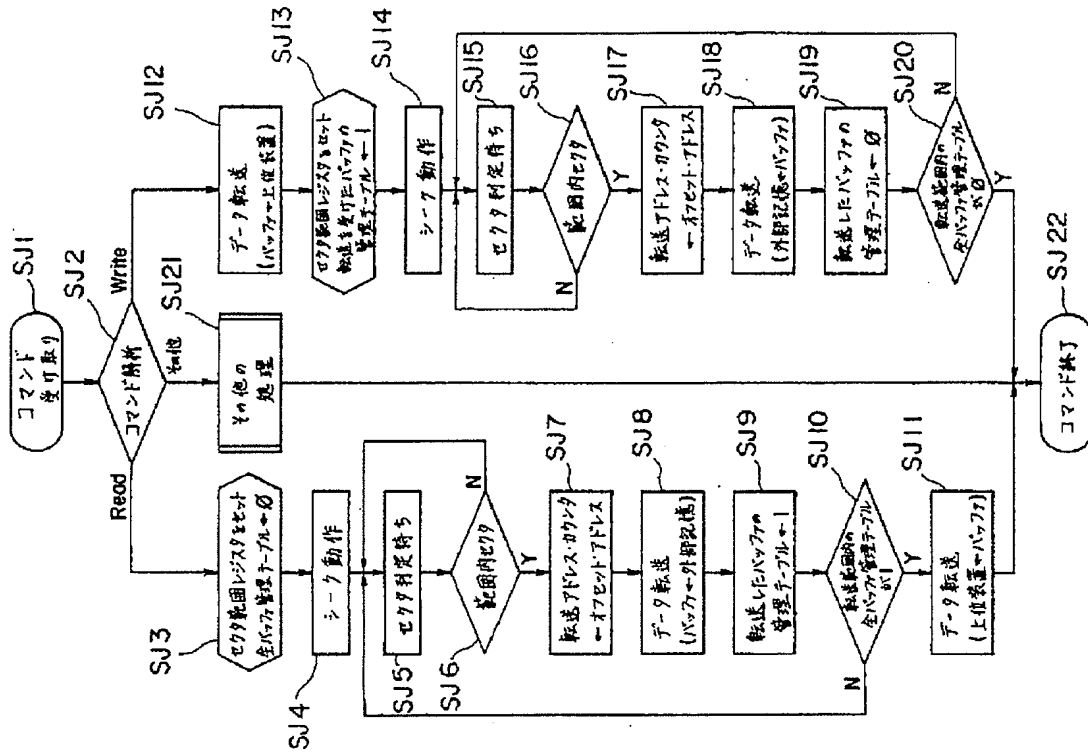 コマンド
受け取り
SJ1
コマンド解析
SJ2
Read
その他
Write
セクタ範囲レジスタをセット
全バッファ管理テーブル←0
SJ3
シーク動作
SJ4
セクタ判定待ち
SJ5
範囲内セクタ
SJ6
N
Y
転送アドレス・カウンタ
←オフセット・アドレス
SJ7
データ転送
(バッファ←外部記憶)
SJ8
転送したバッファの
管理テーブル←1
SJ9
転送範囲内の
全バッファ管理テーブル
が1
SJ10
N
Y
データ転送
(上位装置←バッファ)
SJ11
その他の
処理
SJ21
データ転送
(バッファ←上位装置)
SJ12
セクタ範囲レジスタをセット
転送を受けたバッファの
管理テーブル←1
SJ13
シーク動作
SJ14
セクタ判定待ち
SJ15
範囲内セクタ
SJ16
N
Y
転送アドレス・カウンタ
←オフセット・アドレス
SJ17
データ転送
(外部記憶←バッファ)
SJ18
転送したバッファの
管理テーブル←0
SJ19
転送範囲内の
全バッファ管理テーブル
が0
SJ20
N
Y
コマンド終了
SJ22